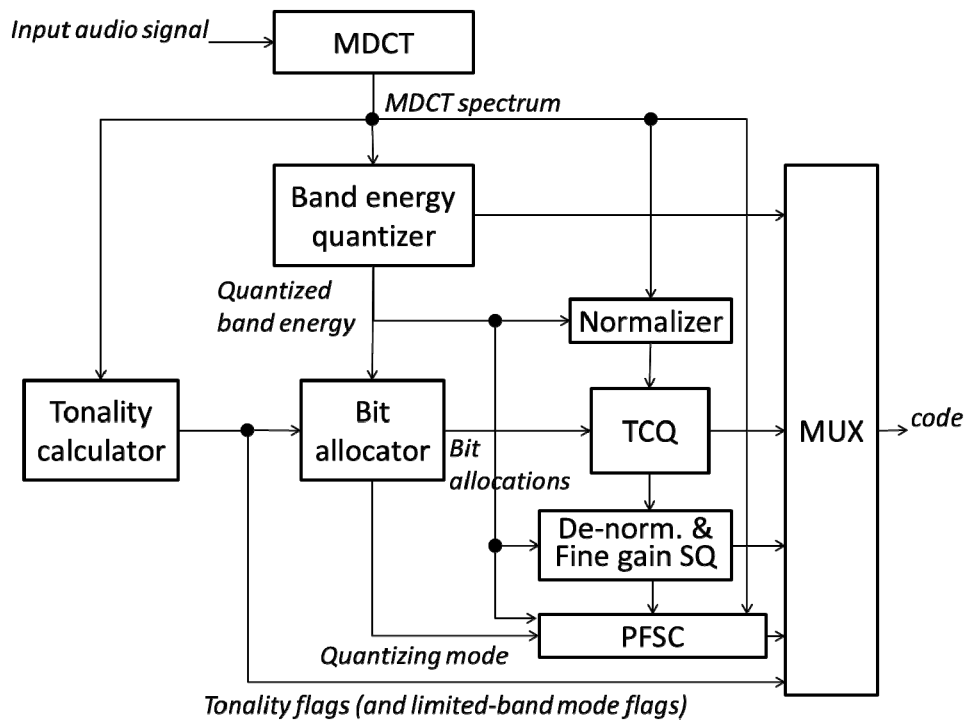 Input audio signal
MDCT
MDCT spectrum
Band energy
quantizer
Quantized
band energy
Normalizer
Tonality
calculator
Bit
allocator
Bit
allocations
TCQ
MUX
code
De-norm. &
Fine gain SQ
PFSC
Quantizing mode
Tonality flags (and limited-band mode flags)